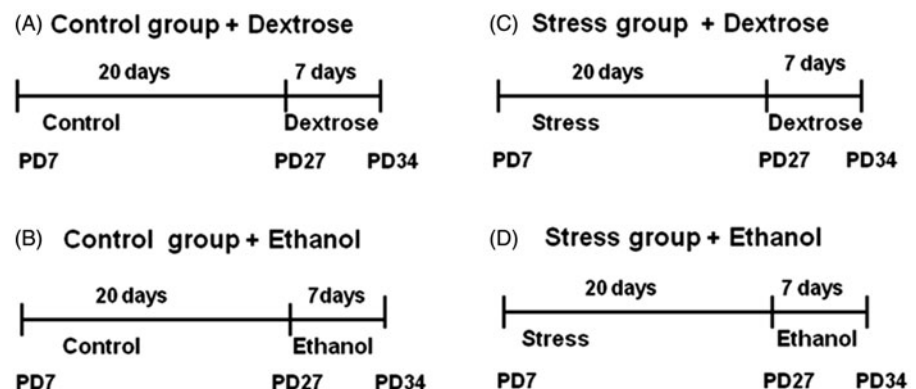 (A) Control group + Dextrose
20 days 7 days
Control Dextrose
PD7 PD27 PD34
(B) Control group + Ethanol
20 days 7days
Control Ethanol
PD7 PD27 PD34
(C) Stress group + Dextrose
20 days 7 days
Stress Dextrose
PD7 PD27 PD34
(D) Stress group + Ethanol
20 days 7 days
Stress Ethanol
PD7 PD27 PD34